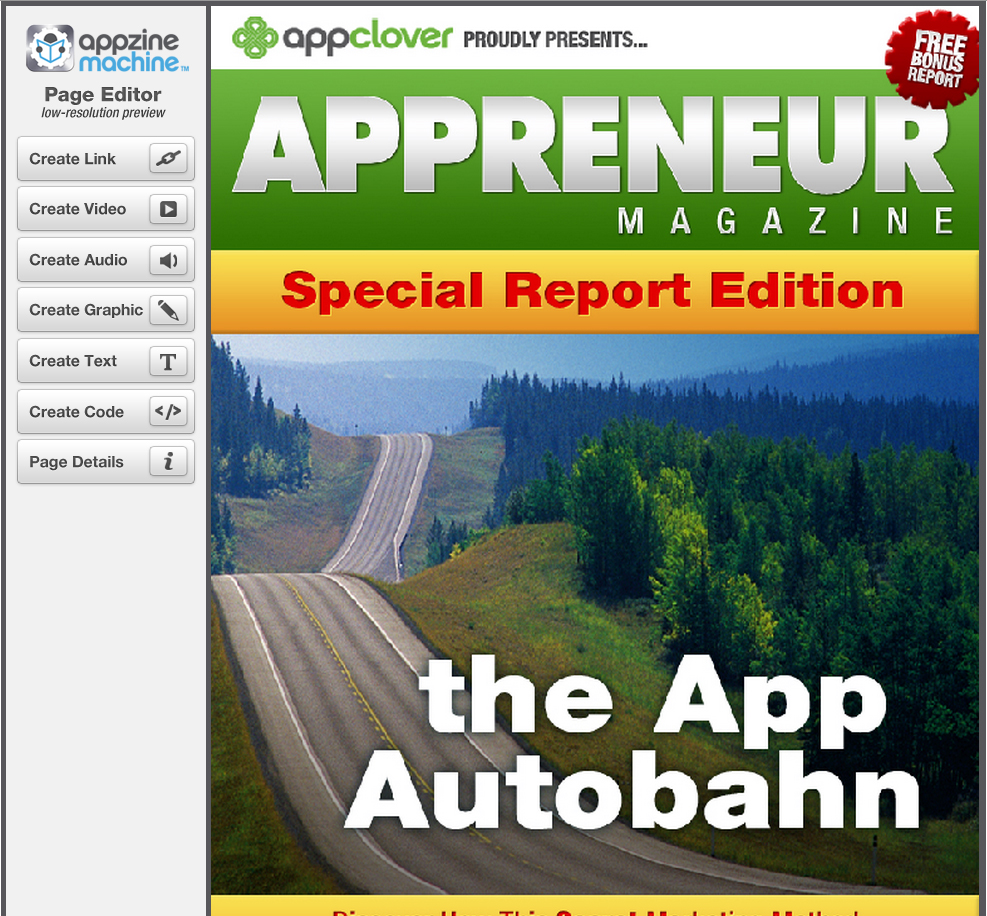 appzine
machine™
Page Editor
low-resolution preview
Create Link
Create Video
Create Audio
Create Graphic
Create Text
T
Create Code
</>
Page Details
i
appclover PROUDLY PRESENTS...
FREE
BONUS
REPORT
APPRENEUR
MAGAZINE
Special Report Edition
the App
Autobahn